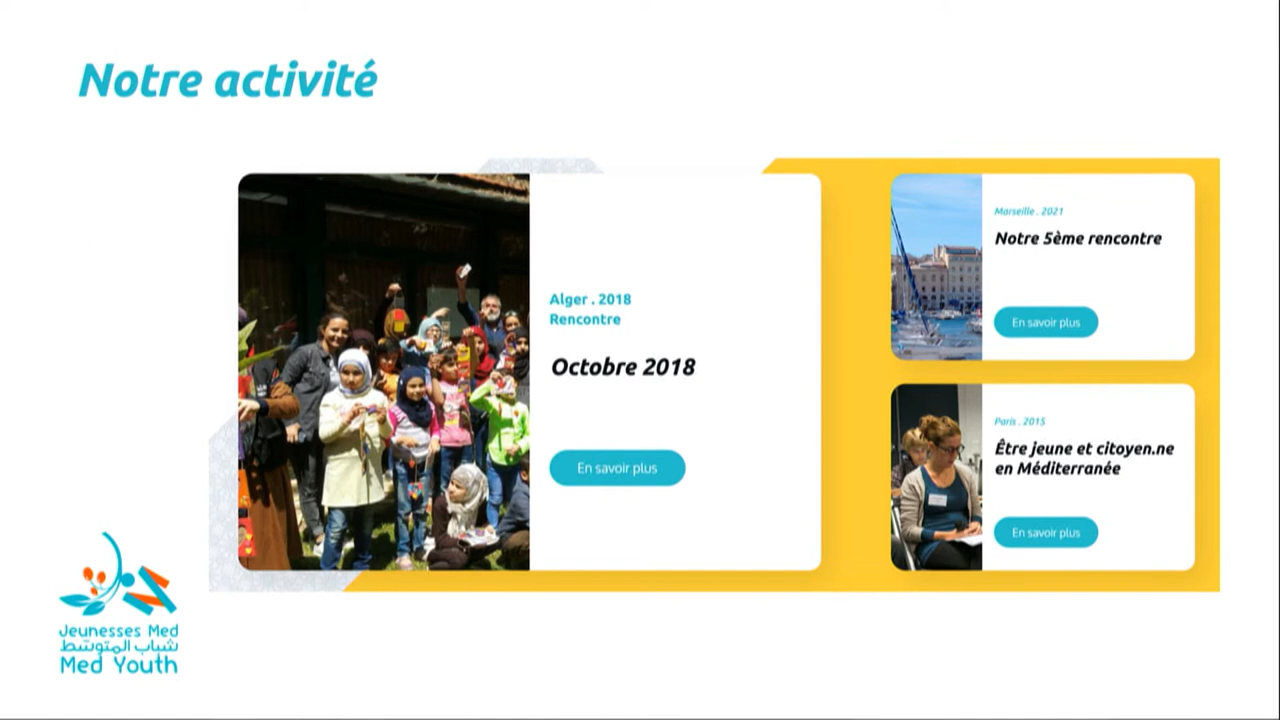 Notre activité
Alger . 2018
Rencontre
Octobre 2018
En savoir plus
Marseille . 2021
Notre 5ème rencontre
En savoir plus
Paris . 2015
Être jeune et citoyen.ne
en Méditerranée
En savoir plus
Jeunesses Med
شباب المتوسّط
Med Youth